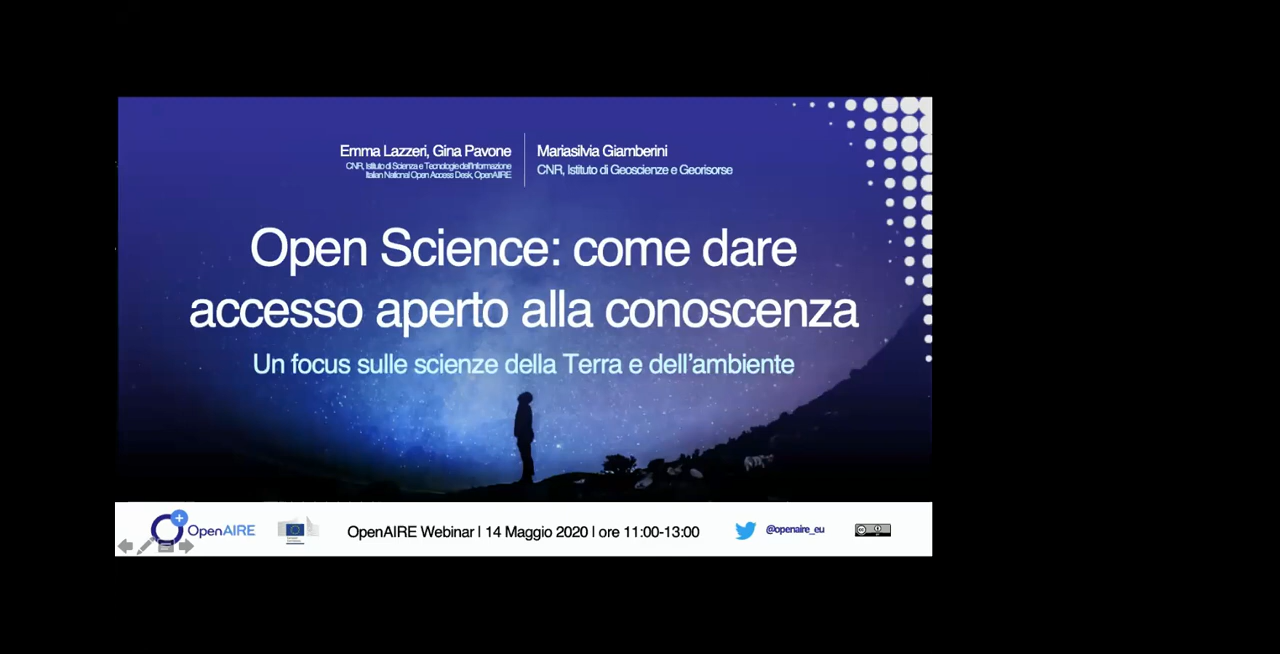 Emma Lazzeri, Gina Pavone
CNR, Istituto di Scienza e Tecnologie dell'Informazione
Italian National Open Access Desk, OpenAIRE
Mariasilvia Giamberini
CNR, Istituto di Geoscienze e Georisorse
Open Science: come dare
accesso aperto alla conoscenza
Un focus sulle scienze della Terra e dell'ambiente
OpenAIRE
OpenAIRE Webinar | 14 Maggio 2020 | ore 11:00-13:00
@openaire_eu